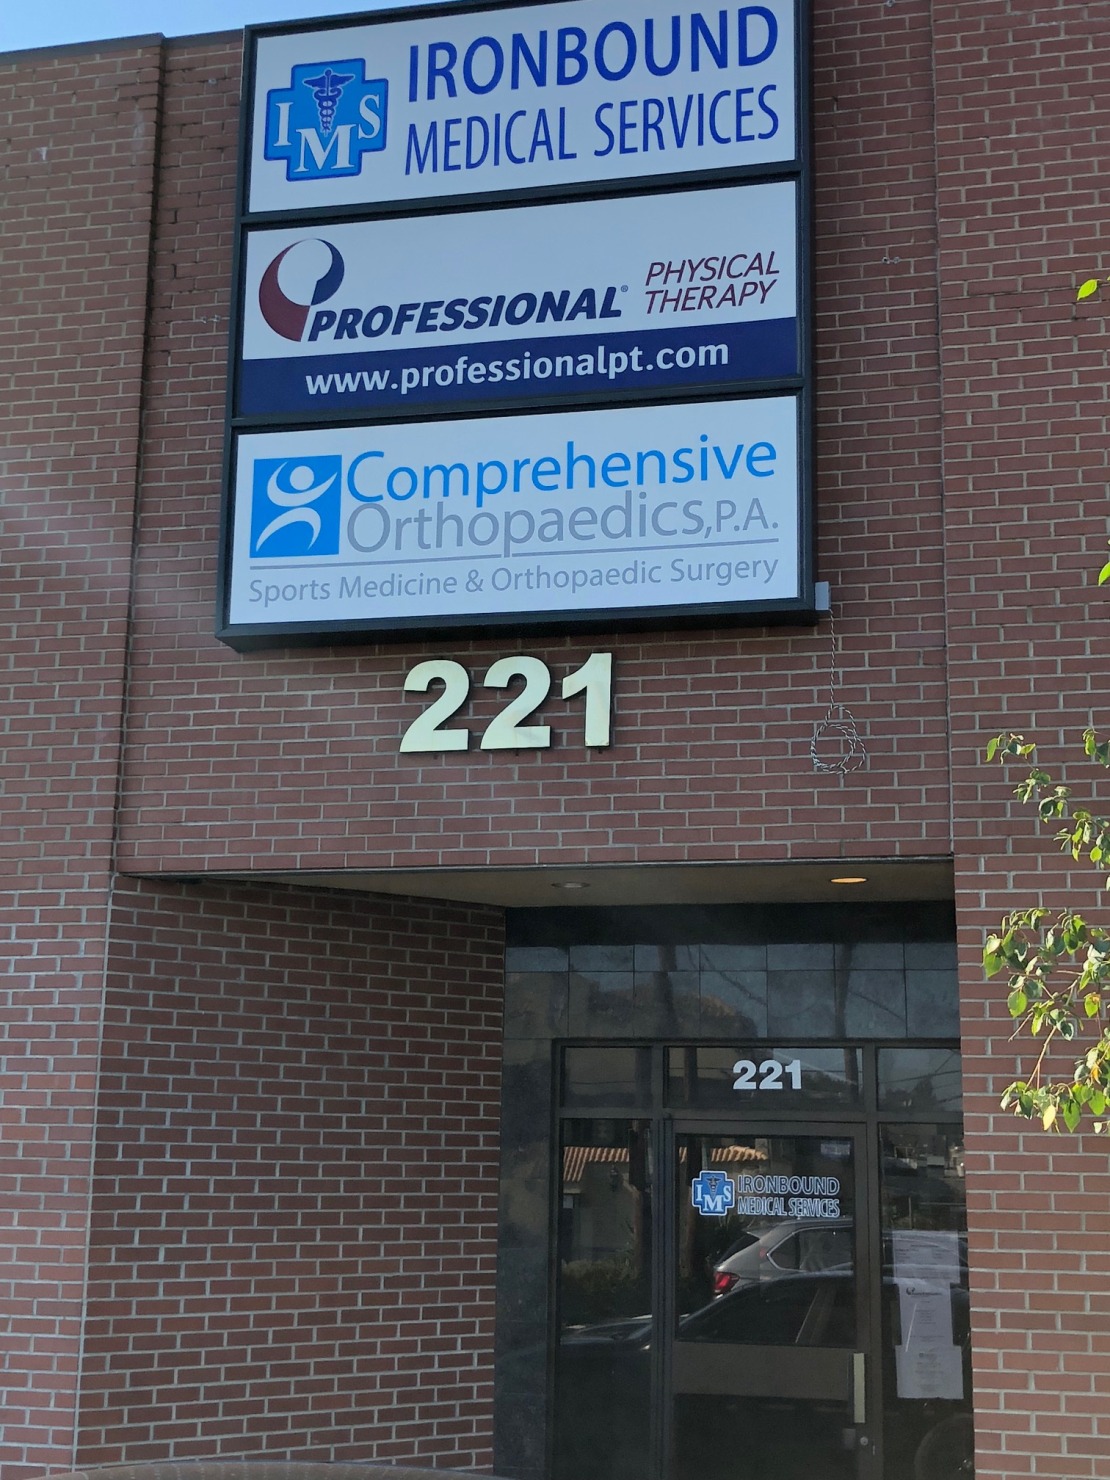 IMS
IRONBOUND
MEDICAL SERVICES
PROFESSIONAL®
PHYSICAL
THERAPY
www.professionalpt.com
Comprehensive
Orthopaedics, P.A.
Sports Medicine & Orthopaedic Surgery
221
221
IMS
IRONBOUND
MEDICAL SERVICES